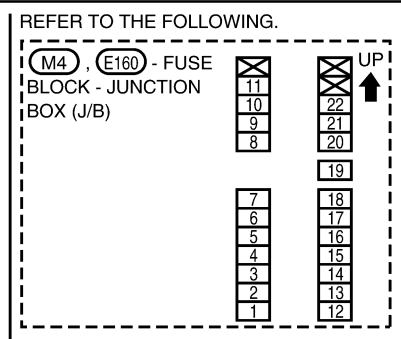 REFER TO THE FOLLOWING.
M4 , E160 - FUSE
BLOCK - JUNCTION
BOX (J/B)
UP
11
10 22
9 21
8 20
19
7 18
6 17
5 16
4 15
3 14
2 13
1 12